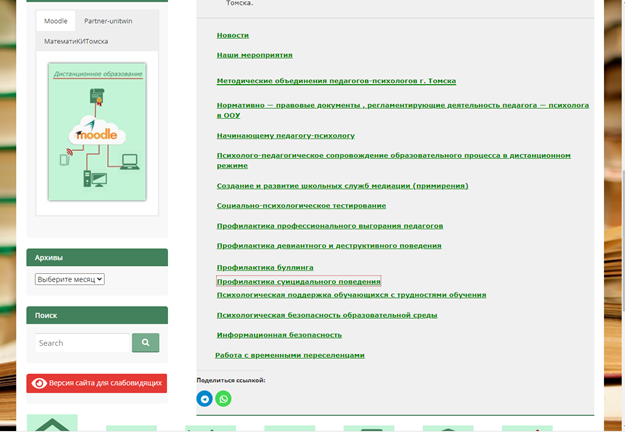 Томска.
Moodle
Partner-unitwin
МатематиКИТомска
Дистанционное образование
moodle
Новости
Наши мероприятия
Методические объединения педагогов-психологов г. Томска
Нормативно — правовые документы , регламентирующие деятельность педагога — психолога
в ООУ
Начинающему педагогу-психологу
Психолого-педагогическое сопровождение образовательного процесса в дистанционном
режиме
Создание и развитие школьных служб медиации (примирения)
Социально-психологическое тестирование
Профилактика профессионального выгорания педагогов
Профилактика девиантного и деструктивного поведения
Профилактика буллинга
Профилактика суицидального поведения
Психологическая поддержка обучающихся с трудностями обучения
Психологическая безопасность образовательной среды
Информационная безопасность
Работа с временными переселенцами
Поделиться ссылкой:
Архивы
Выберите месяц
Поиск
Search
Версия сайта для слабовидящих